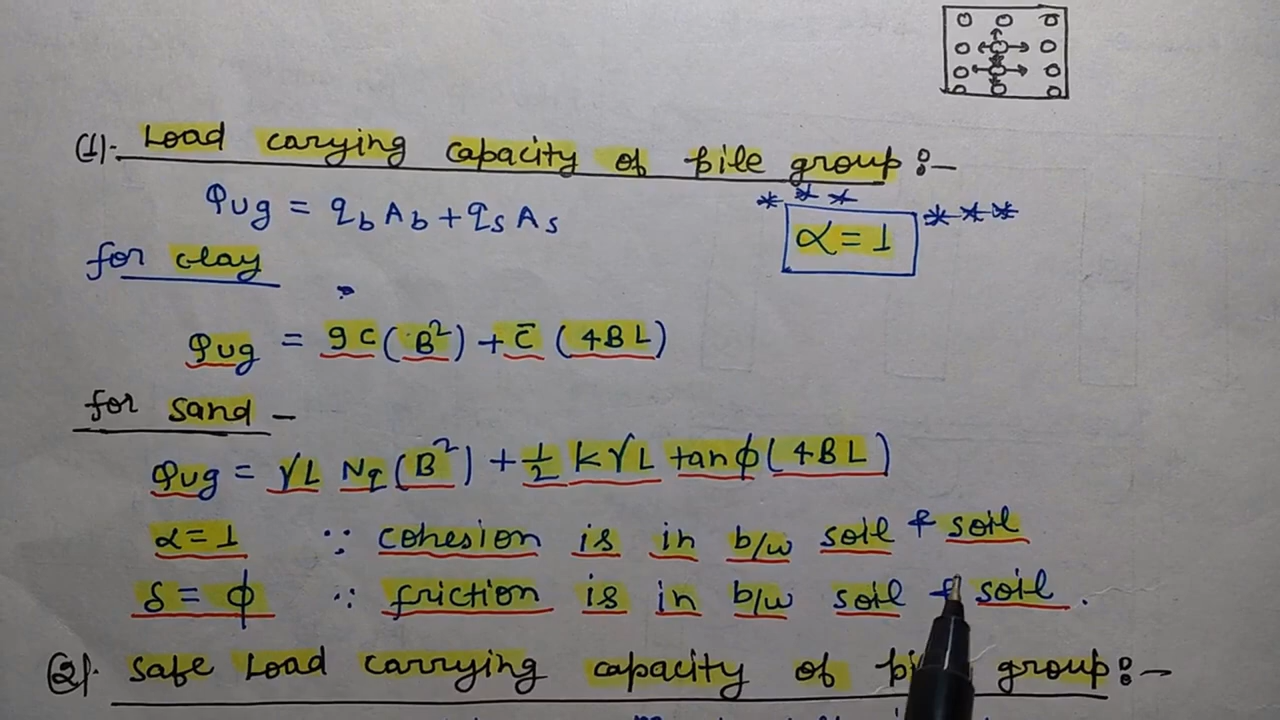 (1). Load carying capacity of pile group :-
Qug = qb Ab + qs As
* * *
α = 1
* * *
for clay
Qug = 9c (B²) + c̄ (4BL)
for sand -
Qug = γL Nq (B²) + 1/2 KγL tanϕ (4BL)
α = 1 ∵ cohesion is in b/w soil & soil
δ = ϕ ∵ friction is in b/w soil & soil.
(2). Safe Load carrying capacity of group :-